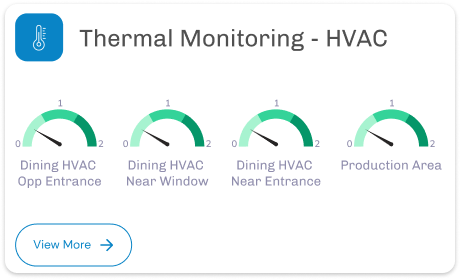 Thermal Monitoring - HVAC
1 1 1 1
0 2 0 2 0 2 0 2
Dining HVAC Dining HVAC Dining HVAC Production Area
Opp Entrance Near Window Near Entrance
View More